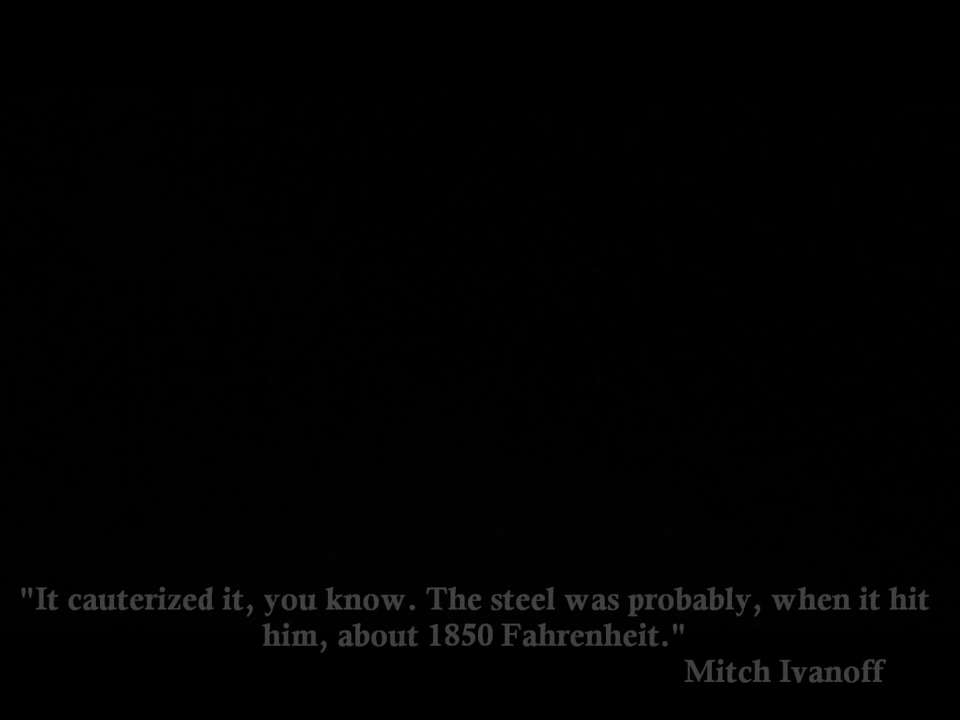 "It cauterized it, you know. The steel was probably, when it hit
him, about 1850 Fahrenheit."
Mitch Ivanoff